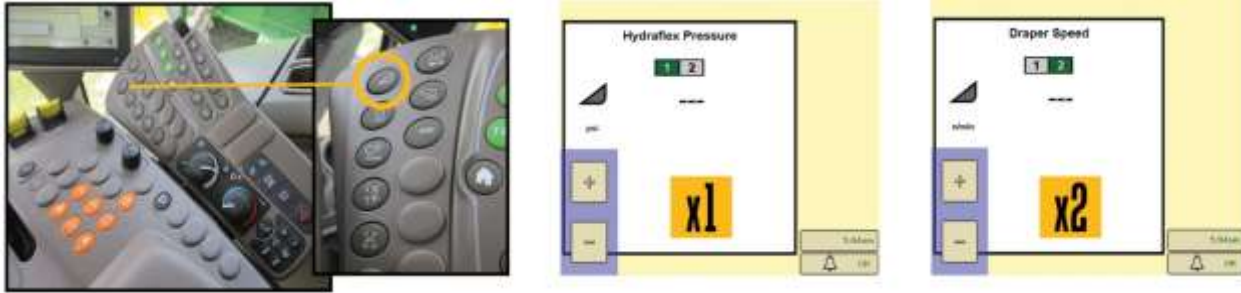 Hydraflex Pressure
1 2
---
psi
+
x1
-
Draper Speed
1 2
---
+
x2
-